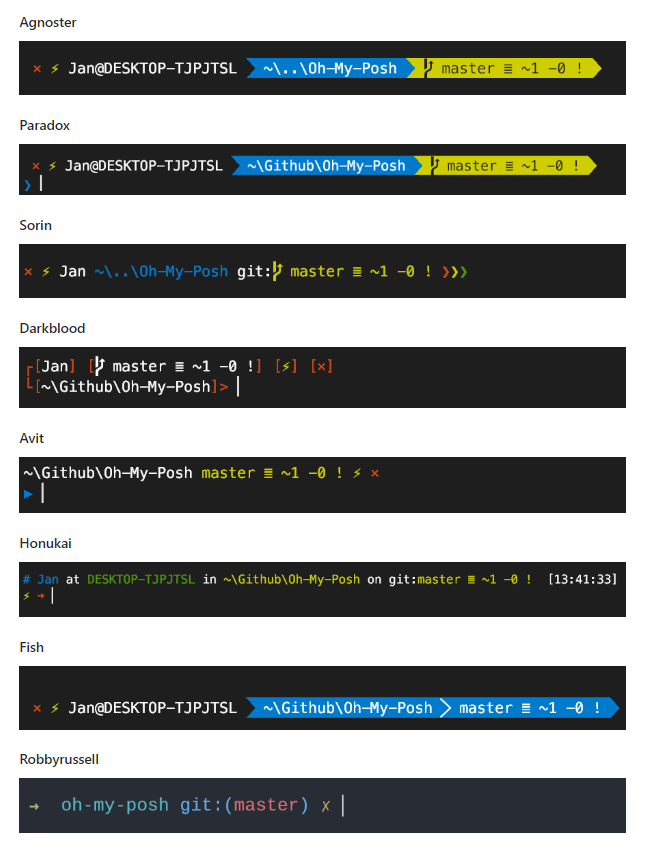 Agnoster
× ⚡ Jan@DESKTOP-TJPJTSL ~\..\Oh-My-Posh master ≣ ~1 -0 !
Paradox
× ⚡ Jan@DESKTOP-TJPJTSL ~\Github\Oh-My-Posh master ≣ ~1 -0 !
❯
Sorin
× ⚡ Jan ~\..\Oh-My-Posh git: master ≣ ~1 -0 ! ❯❯❯
Darkblood
┌[Jan] [ master ≣ ~1 -0 !] [⚡] [×]
└[~\Github\Oh-My-Posh]>
Avit
~\Github\Oh-My-Posh master ≣ ~1 -0 ! ⚡ ×
▶
Honukai
# Jan at DESKTOP-TJPJTSL in ~\Github\Oh-My-Posh on git:master ≣ ~1 -0 ! [13:41:33]
⚡ ➜
Fish
× ⚡ Jan@DESKTOP-TJPJTSL ~\Github\Oh-My-Posh master ≣ ~1 -0 !
Robbyrussell
→ oh-my-posh git:(master) ✗